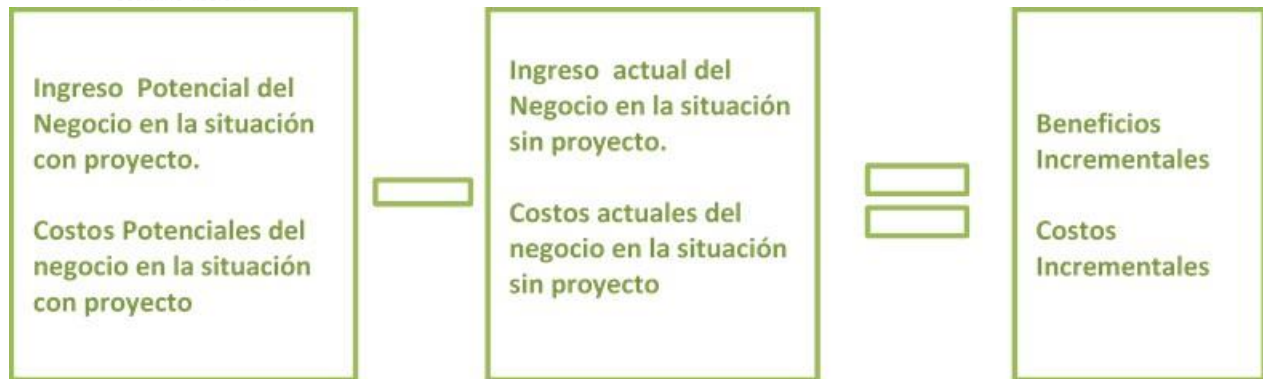 Ingreso Potencial del
Negocio en la situación
con proyecto.
Costos Potenciales del
negocio en la situación
con proyecto
Ingreso actual del
Negocio en la situación
sin proyecto.
Costos actuales del
negocio en la situación
sin proyecto
Beneficios
Incrementales
Costos
Incrementales